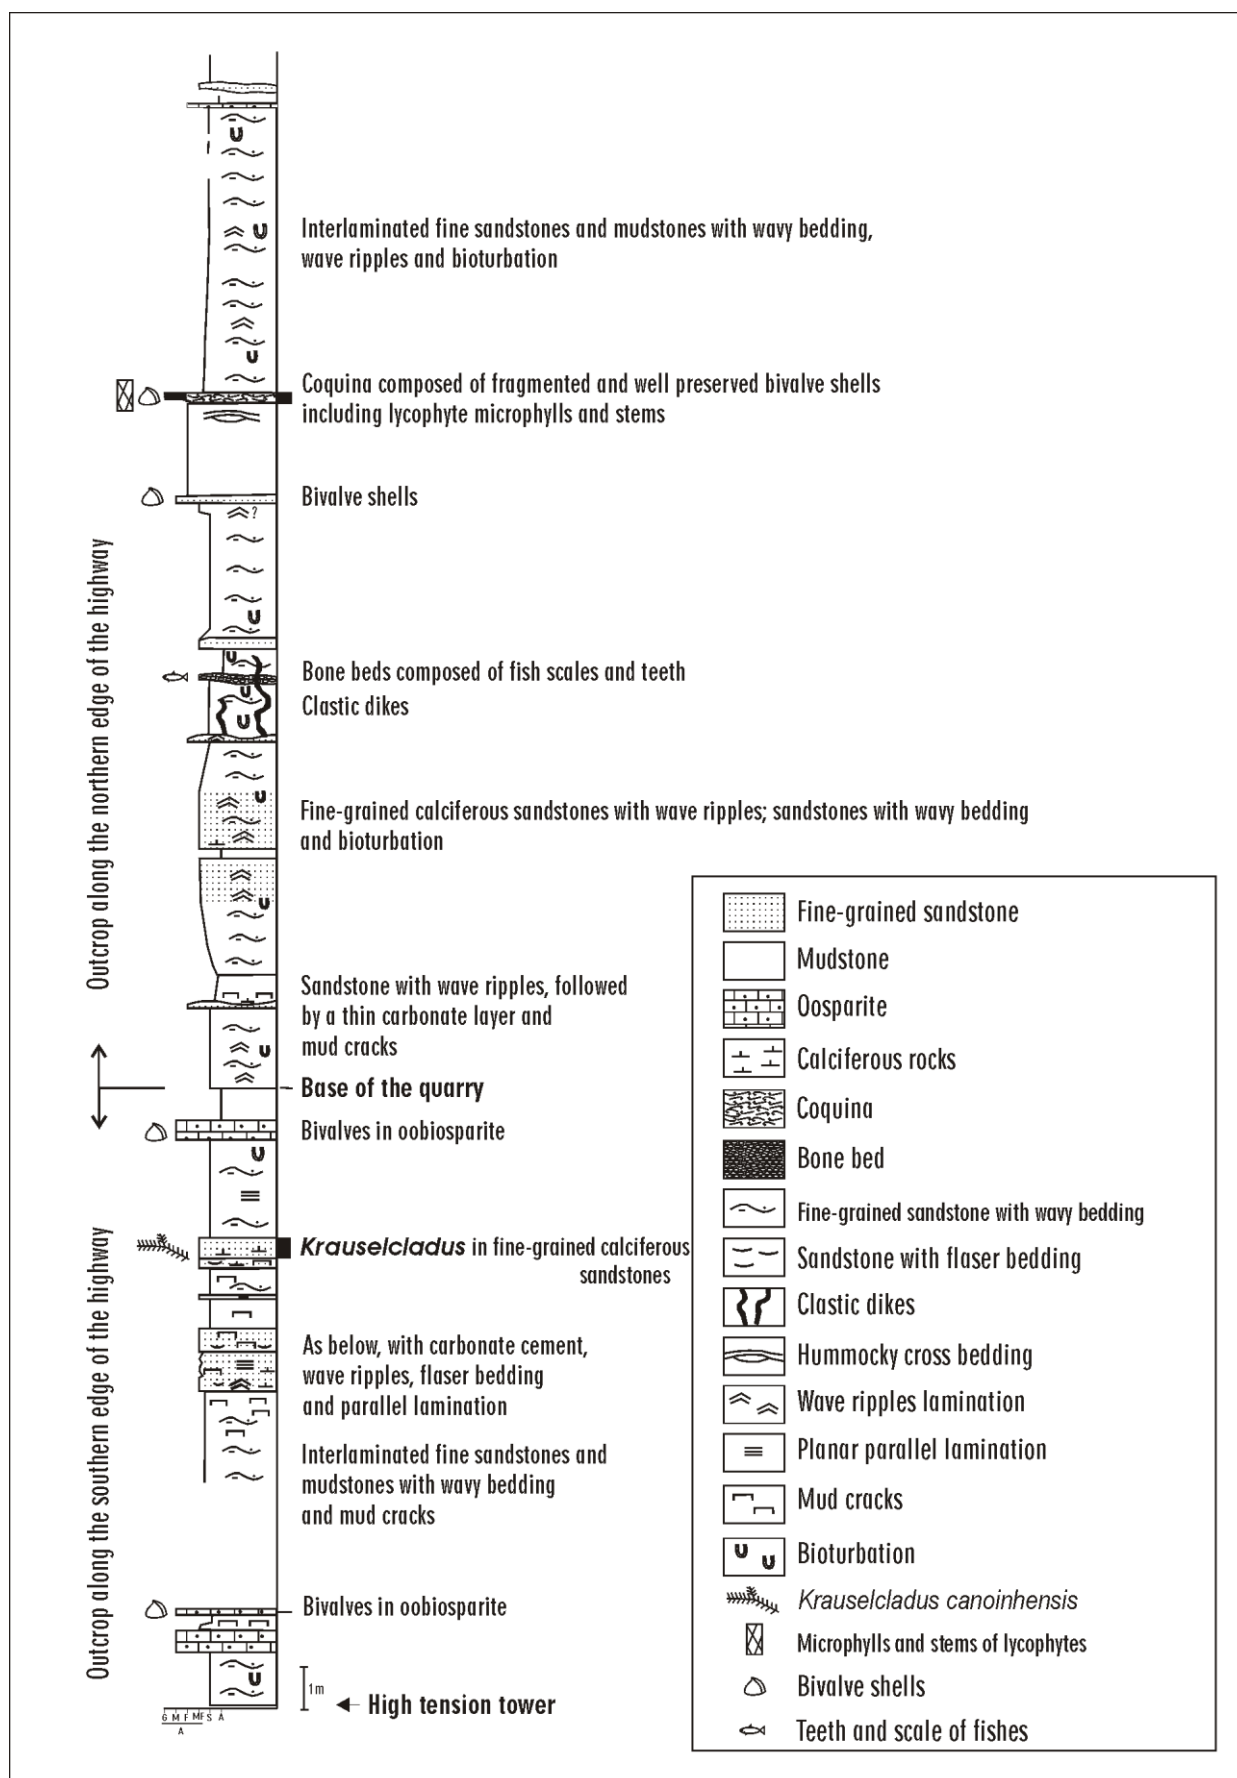 Interlaminated fine sandstones and mudstones with wavy bedding,
wave ripples and bioturbation
Coquina composed of fragmented and well preserved bivalve shells
including lycophyte microphylls and stems
Bivalve shells
?
Outcrop along the northern edge of the highway
Bone beds composed of fish scales and teeth
Clastic dikes
Fine-grained calciferous sandstones with wave ripples; sandstones with wavy bedding
and bioturbation
Sandstone with wave ripples, followed
by a thin carbonate layer and
mud cracks
Base of the quarry
Bivalves in oobiosparite
Outcrop along the southern edge of the highway
Krauselcladus in fine-grained calciferous
sandstones
As below, with carbonate cement,
wave ripples, flaser bedding
and parallel lamination
Interlaminated fine sandstones and
mudstones with wavy bedding
and mud cracks
Bivalves in oobiosparite
1m
High tension tower
G M F MF S A
A
Fine-grained sandstone
Mudstone
Oosparite
Calciferous rocks
Coquina
Bone bed
Fine-grained sandstone with wavy bedding
Sandstone with flaser bedding
Clastic dikes
Hummocky cross bedding
Wave ripples lamination
Planar parallel lamination
Mud cracks
Bioturbation
Krauselcladus canoinhensis
Microphylls and stems of lycophytes
Bivalve shells
Teeth and scale of fishes